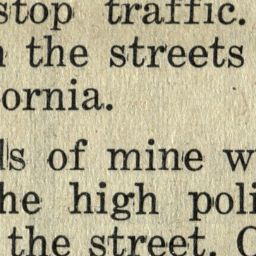 stop traffic.
the streets
ornia.
ls of mine w
he high poli
the street. C